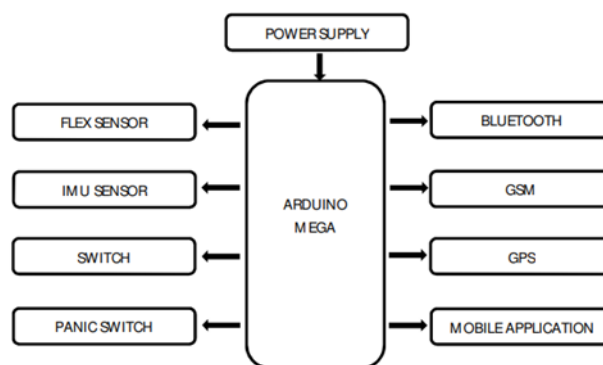 POWER SUPPLY
FLEX SENSOR
IMU SENSOR
SWITCH
PANIC SWITCH
ARDUINO
MEGA
BLUETOOTH
GSM
GPS
MOBILE APPLICATION